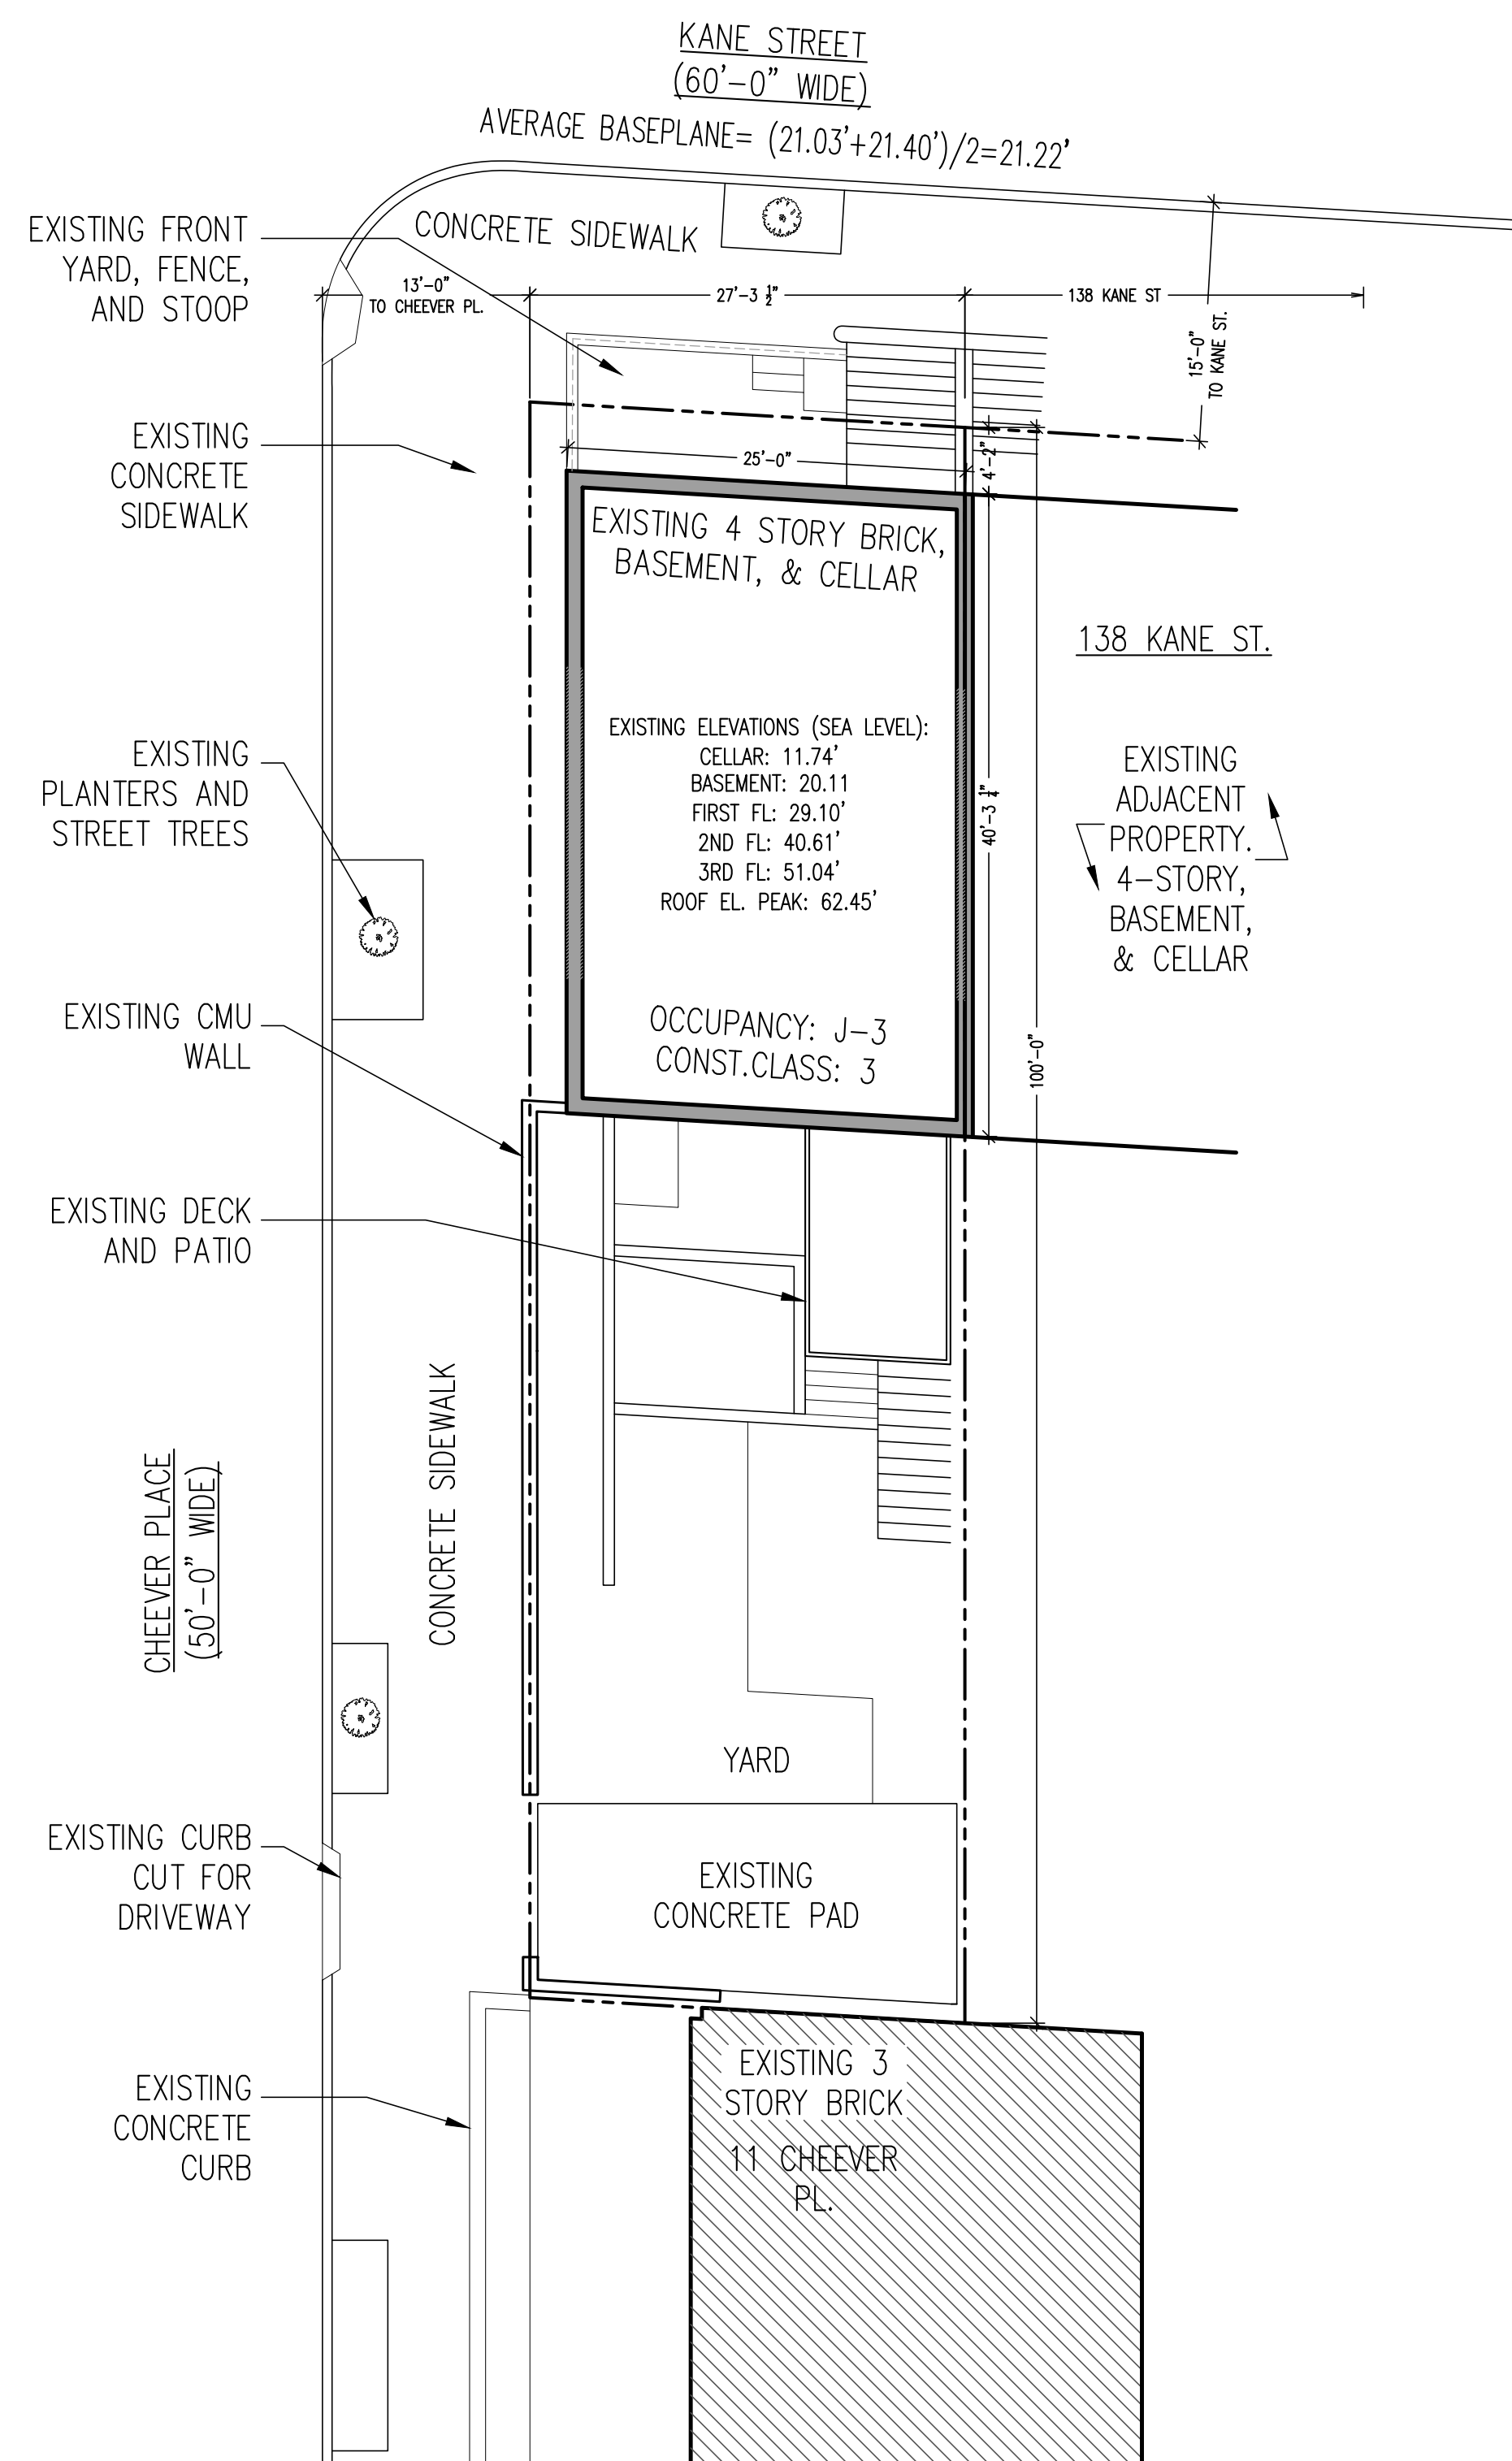 KANE STREET
(60'-0" WIDE)
AVERAGE BASEPLANE= (21.03'+21.40')/2=21.22'
EXISTING FRONT
YARD, FENCE,
AND STOOP
CONCRETE SIDEWALK
13'-0"
TO CHEEVER PL.
27'-3 ½"
138 KANE ST
15'-0"
TO KANE ST.
EXISTING
CONCRETE
SIDEWALK
25'-0"
4'-2"
EXISTING 4 STORY BRICK,
BASEMENT, & CELLAR
138 KANE ST.
EXISTING ELEVATIONS (SEA LEVEL):
CELLAR: 11.74'
BASEMENT: 20.11
FIRST FL: 29.10'
2ND FL: 40.61'
3RD FL: 51.04'
ROOF EL. PEAK: 62.45'
40'-3 ¼"
EXISTING
ADJACENT
PROPERTY.
4-STORY,
BASEMENT,
& CELLAR
EXISTING
PLANTERS AND
STREET TREES
OCCUPANCY: J-3
CONST.CLASS: 3
100'-0"
EXISTING CMU
WALL
EXISTING DECK
AND PATIO
CONCRETE SIDEWALK
CHEEVER PLACE
(50'-0" WIDE)
YARD
EXISTING CURB
CUT FOR
DRIVEWAY
EXISTING
CONCRETE PAD
EXISTING
CONCRETE
CURB
EXISTING 3
STORY BRICK
11 CHEEVER
PL.